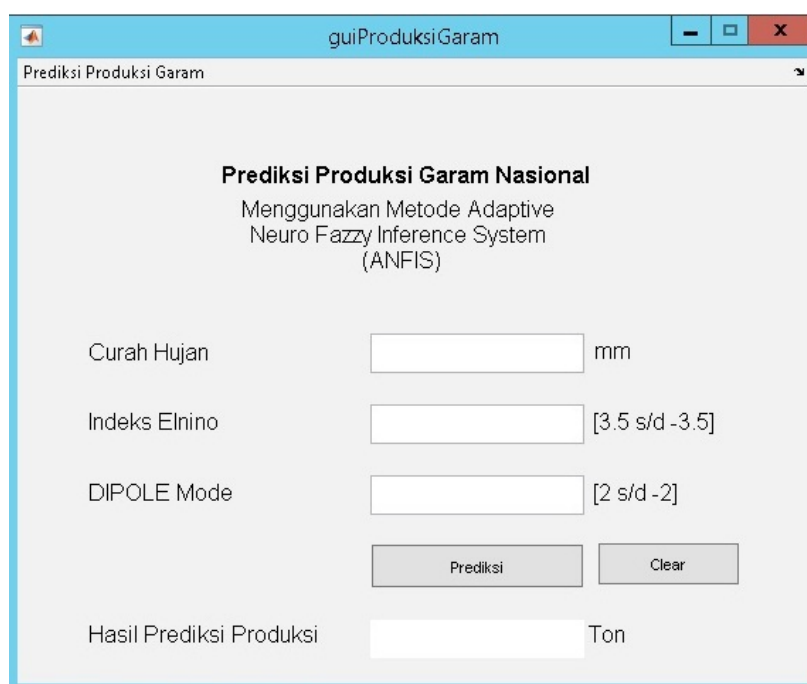 guiProduksiGaram
Prediksi Produksi Garam
Prediksi Produksi Garam Nasional
Menggunakan Metode Adaptive
Neuro Fazzy Inference System
(ANFIS)
Curah Hujan mm
Indeks Elnino [3.5 s/d -3.5]
DIPOLE Mode [2 s/d -2]
Prediksi Clear
Hasil Prediksi Produksi Ton